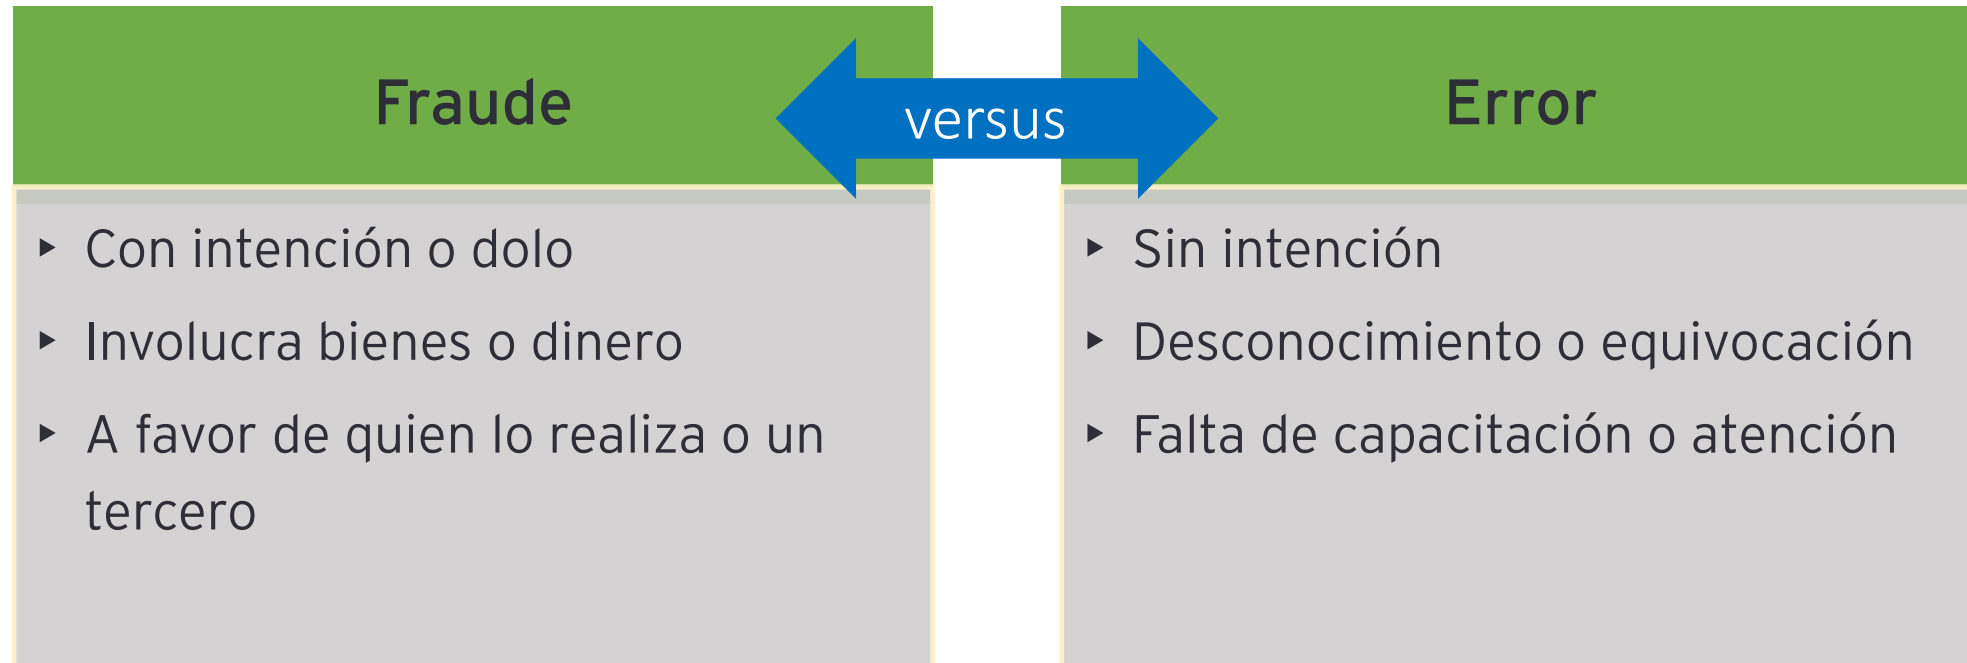 Fraude
versus
Error
‣ Con intención o dolo
‣ Involucra bienes o dinero
‣ A favor de quien lo realiza o un
tercero
‣ Sin intención
‣ Desconocimiento o equivocación
‣ Falta de capacitación o atención